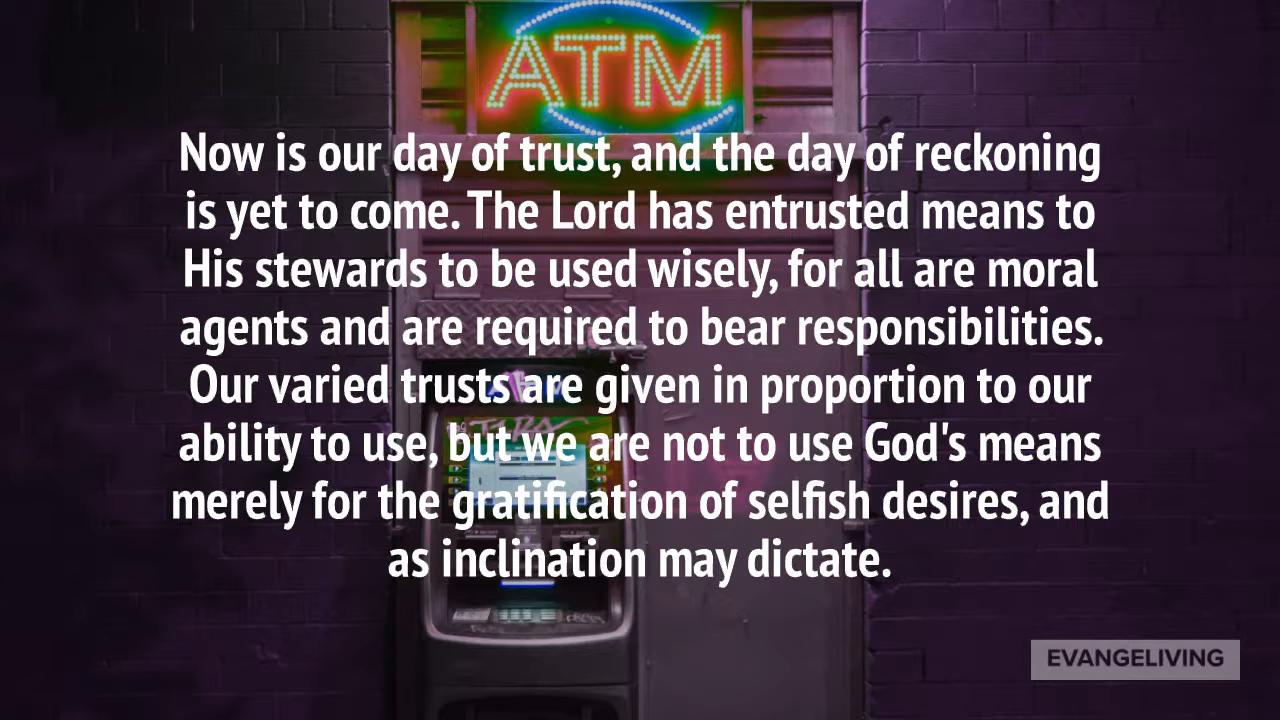 ATM
Now is our day of trust, and the day of reckoning
is yet to come. The Lord has entrusted means to
His stewards to be used wisely, for all are moral
agents and are required to bear responsibilities.
Our varied trusts are given in proportion to our
ability to use, but we are not to use God's means
merely for the gratification of selfish desires, and
as inclination may dictate.
EVANGELIVING